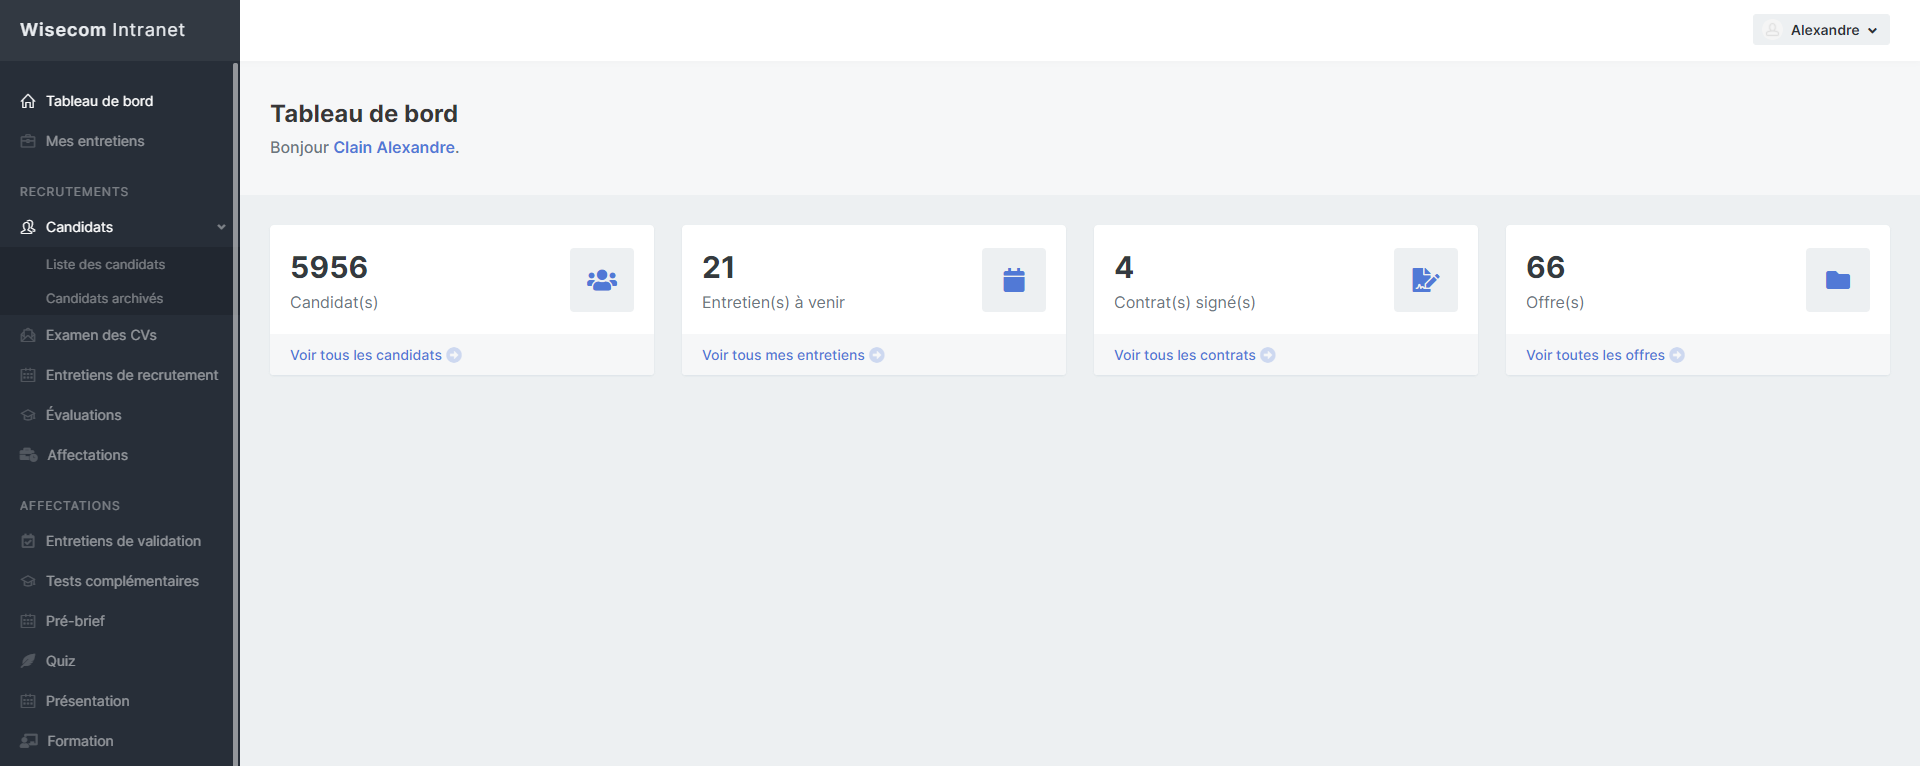 Wisecom Intranet
Alexandre
Tableau de bord
Mes entretiens
RECRUTEMENTS
Candidats
Liste des candidats
Candidats archivés
Examen des CVs
Entretiens de recrutement
Évaluations
Affectations
AFFECTATIONS
Entretiens de validation
Tests complémentaires
Pré-brief
Quiz
Présentation
Formation
Tableau de bord
Bonjour Clain Alexandre.
5956
Candidat(s)
Voir tous les candidats
21
Entretien(s) à venir
Voir tous mes entretiens
4
Contrat(s) signé(s)
Voir tous les contrats
66
Offre(s)
Voir toutes les offres